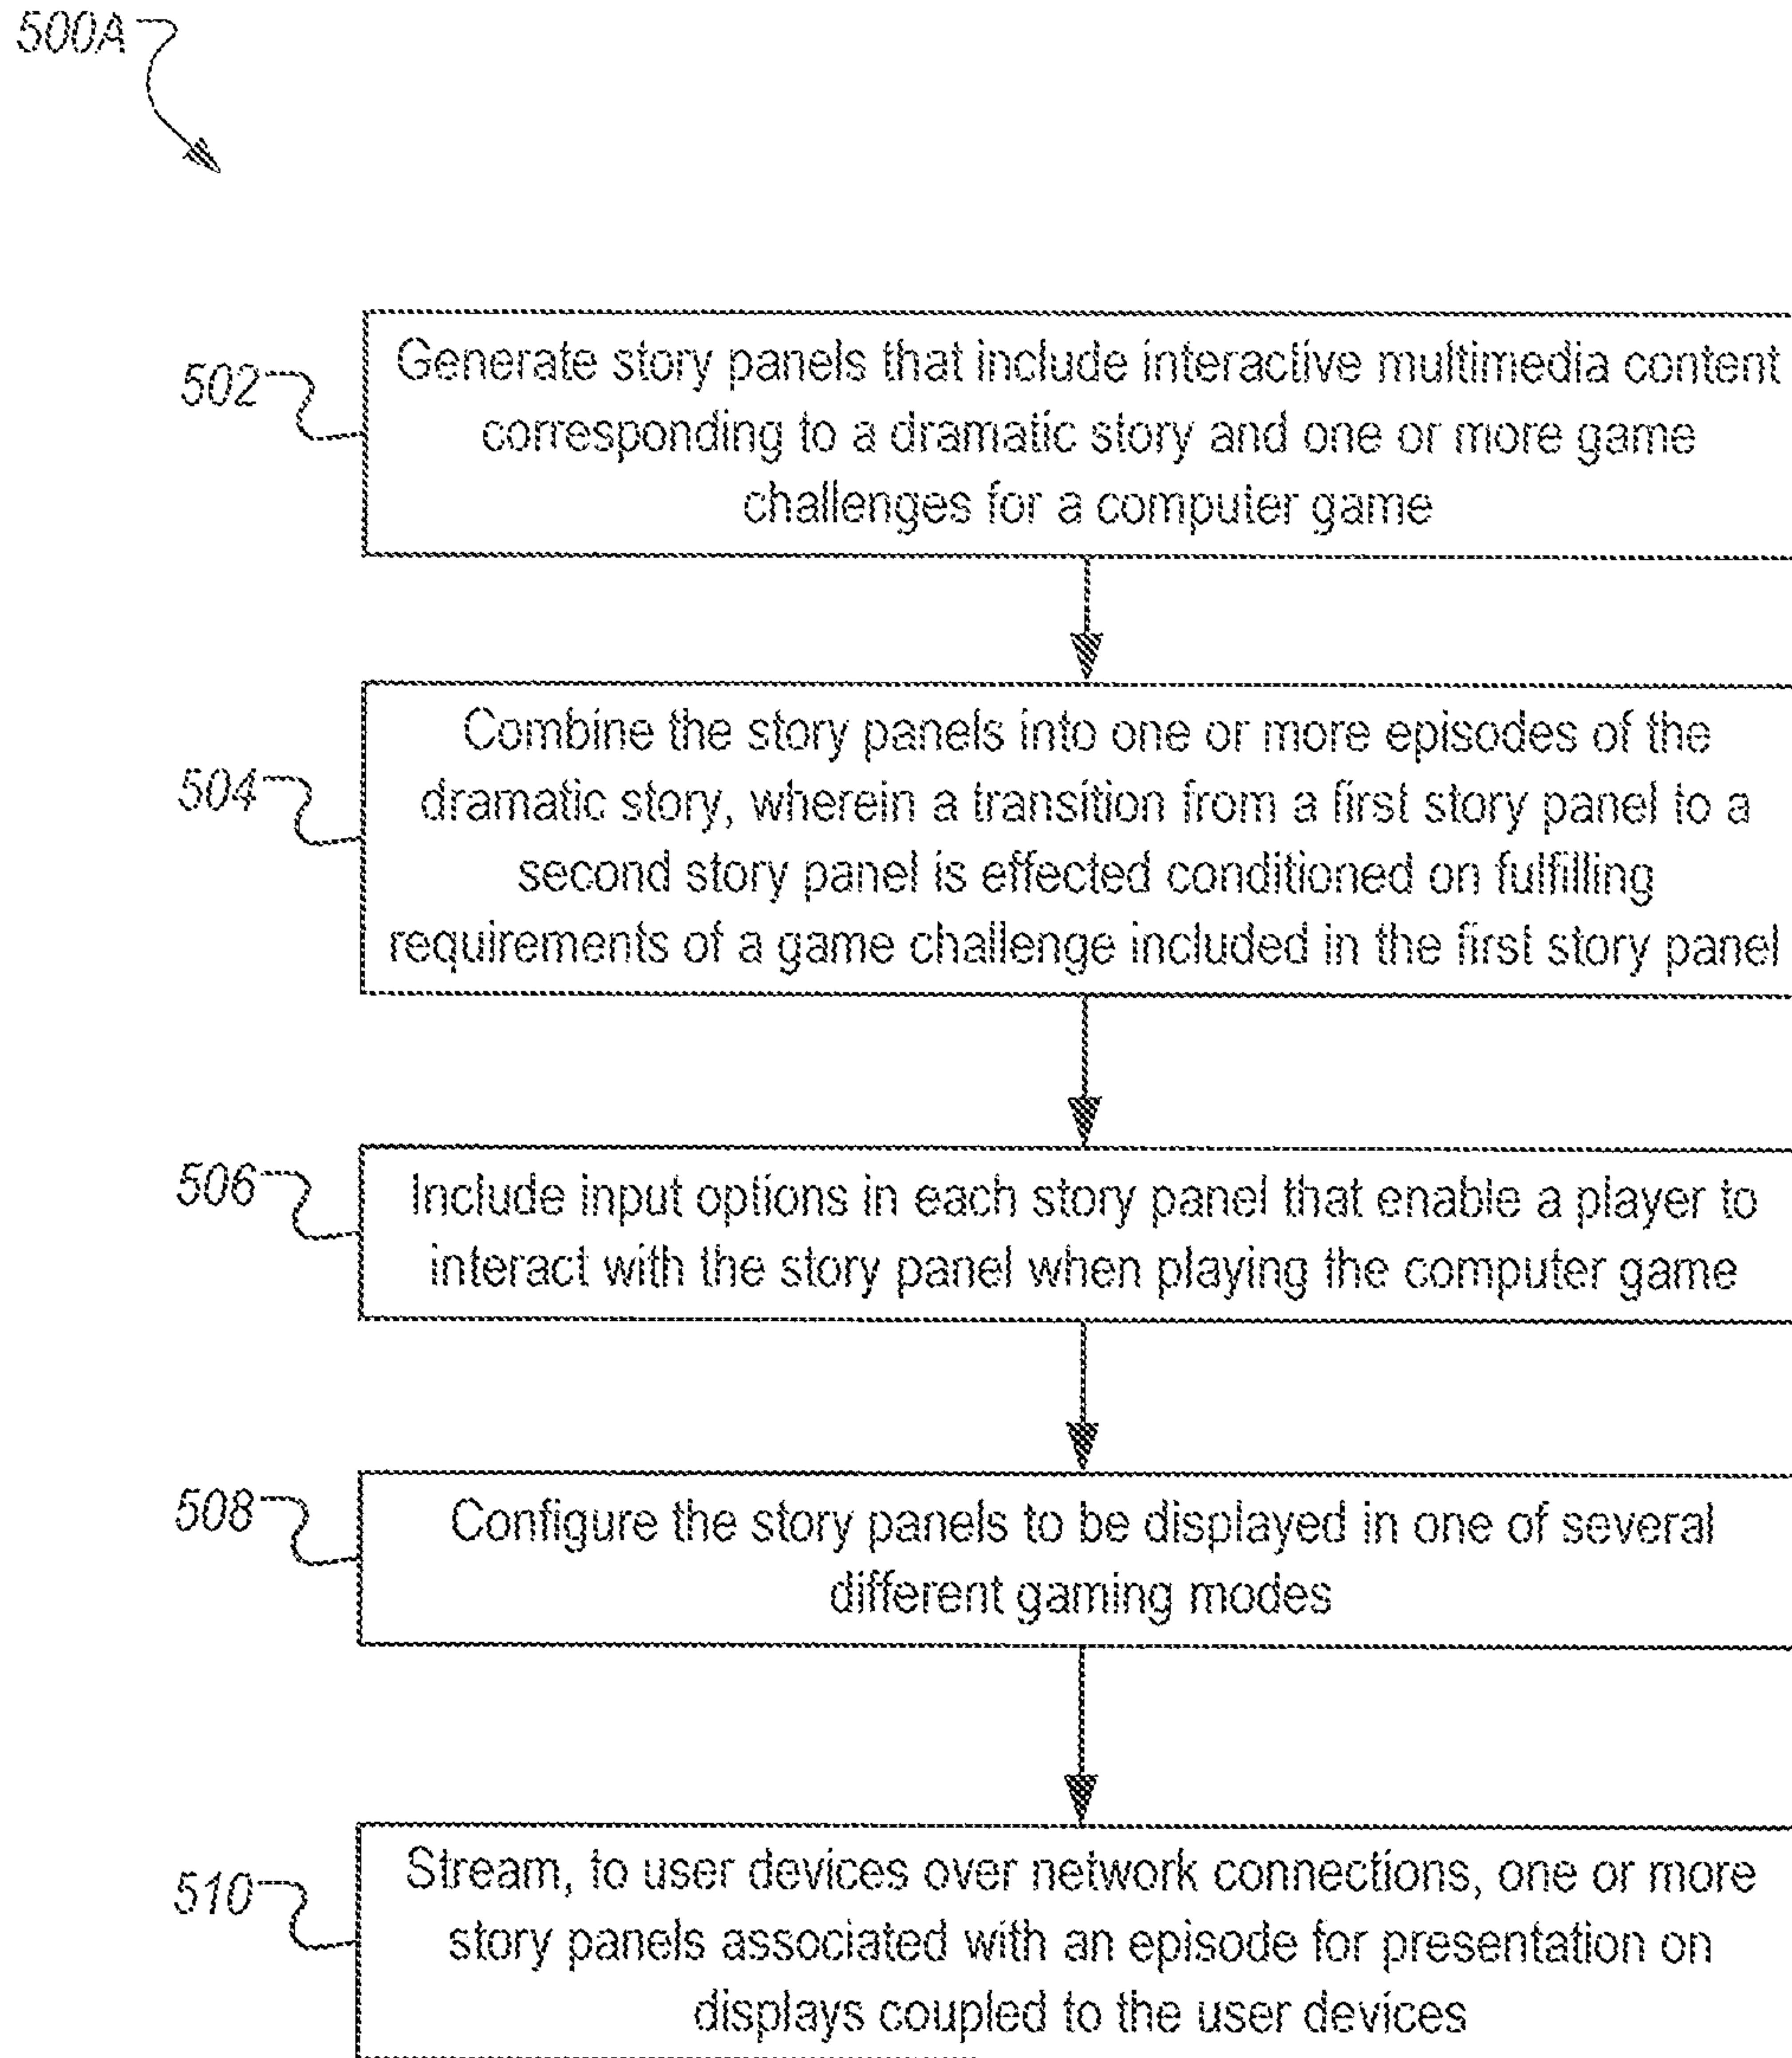 500A
502
Generate story panels that include interactive multimedia content
corresponding to a dramatic story and one or more game
challenges for a computer game
504
Combine the story panels into one or more episodes of the
dramatic story, wherein a transition from a first story panel to a
second story panel is effected conditioned on fulfilling
requirements of a game challenge included in the first story panel
506
Include input options in each story panel that enable a player to
interact with the story panel when playing the computer game
508
Configure the story panels to be displayed in one of several
different gaming modes
510
Stream, to user devices over network connections, one or more
story panels associated with an episode for presentation on
displays coupled to the user devices